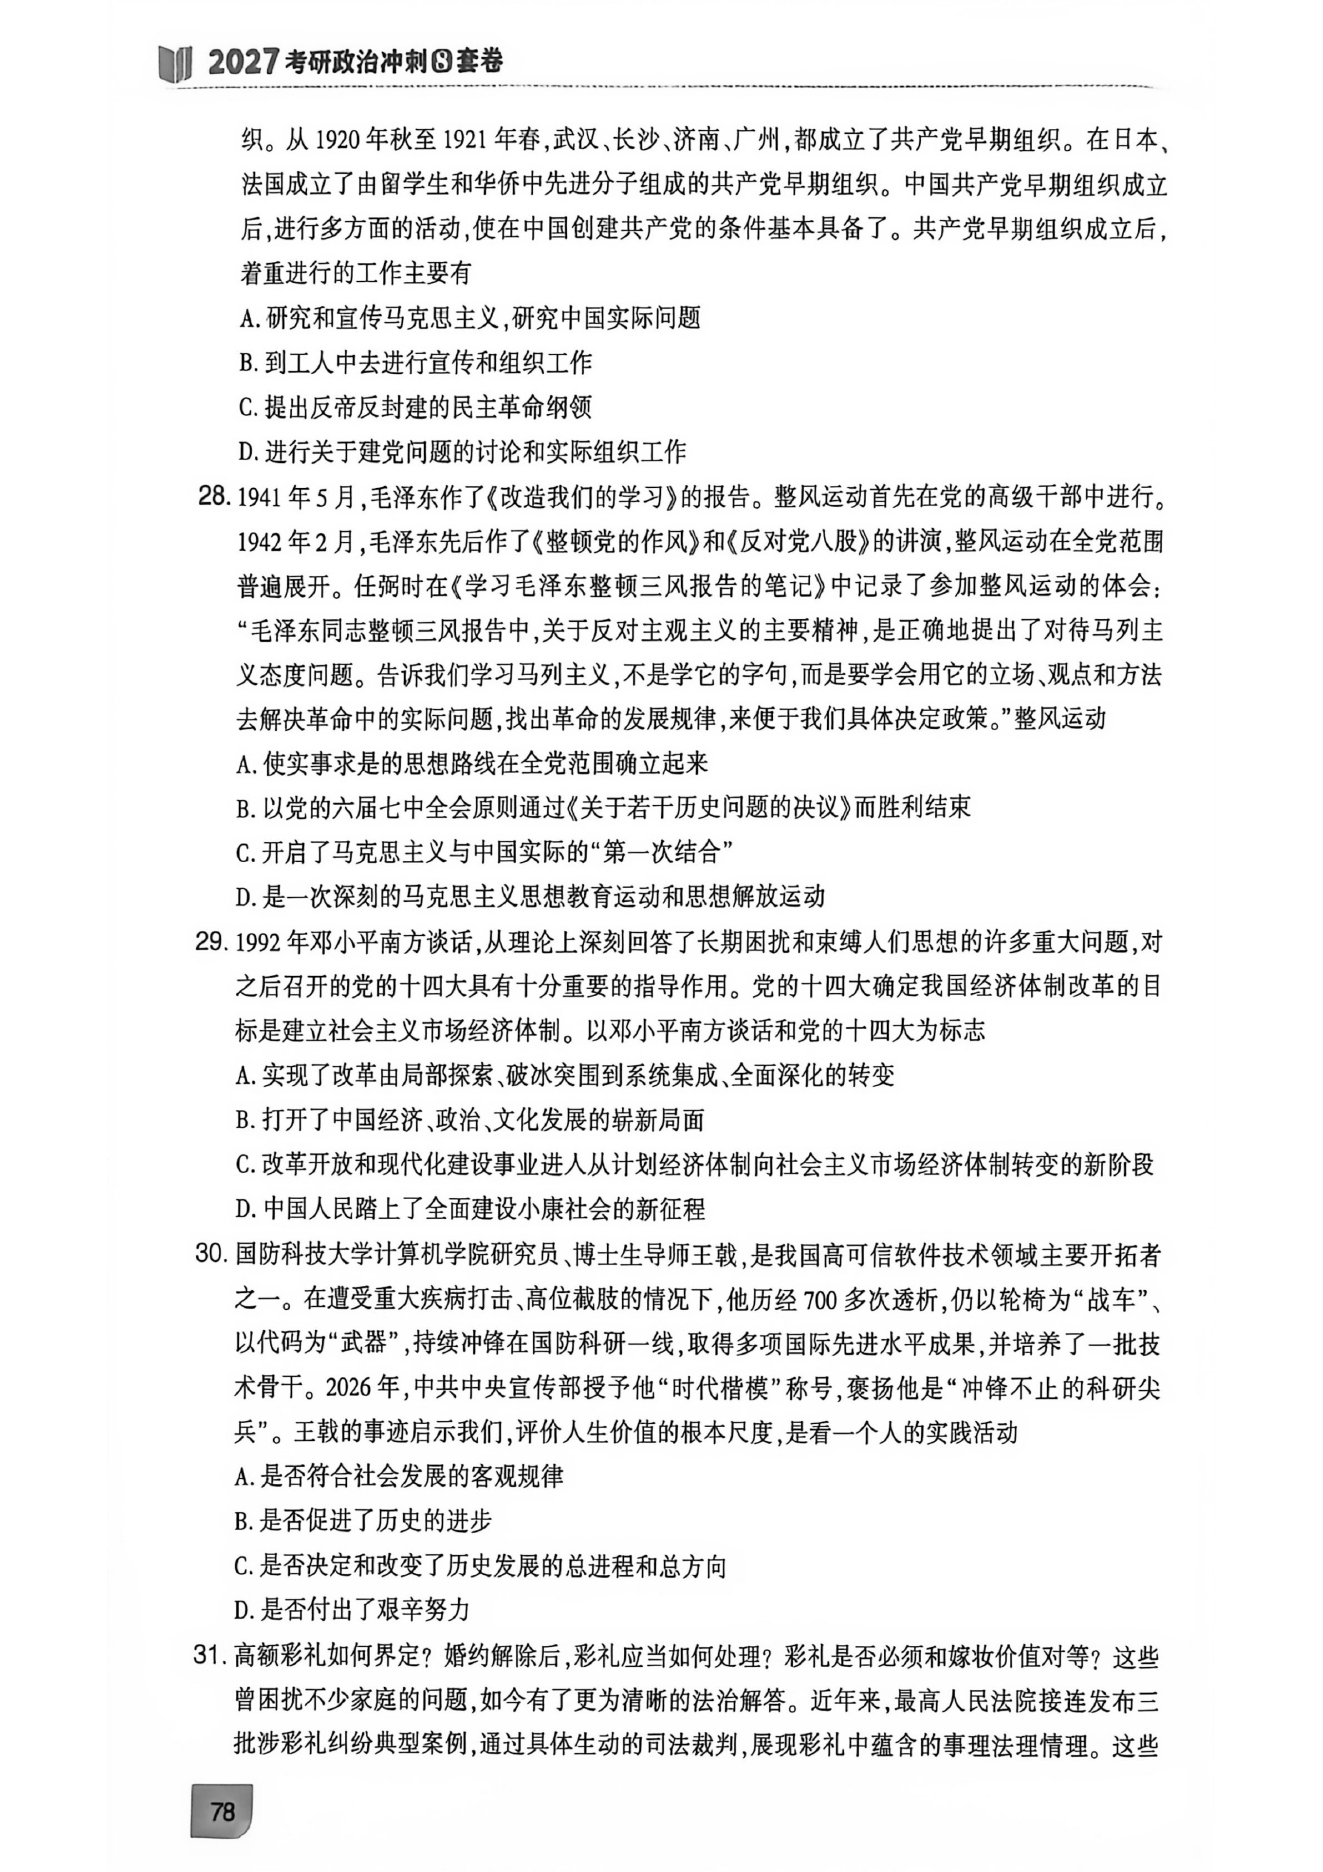 2027考研政治冲刺8套卷
织。从1920年秋至1921年春,武汉、长沙、济南、广州,都成立了共产党早期组织。在日本、
法国成立了由留学生和华侨中先进分子组成的共产党早期组织。中国共产党早期组织成立
后,进行多方面的活动,使在中国创建共产党的条件基本具备了。共产党早期组织成立后,
着重进行的工作主要有
A.研究和宣传马克思主义,研究中国实际问题
B.到工人中去进行宣传和组织工作
C.提出反帝反封建的民主革命纲领
D.进行关于建党问题的讨论和实际组织工作
28.1941年5月,毛泽东作了《改造我们的学习》的报告。整风运动首先在党的高级干部中进行。
1942年2月,毛泽东先后作了《整顿党的作风》和《反对党八股》的讲演,整风运动在全党范围
普遍展开。任弼时在《学习毛泽东整顿三风报告的笔记》中记录了参加整风运动的体会:
“毛泽东同志整顿三风报告中,关于反对主观主义的主要精神,是正确地提出了对待马列主
义态度问题。告诉我们学习马列主义,不是学它的字句,而是要学会用它的立场、观点和方法
去解决革命中的实际问题,找出革命的发展规律,来便于我们具体决定政策。”整风运动
A.使实事求是的思想路线在全党范围确立起来
B.以党的六届七中全会原则通过《关于若干历史问题的决议》而胜利结束
C.开启了马克思主义与中国实际的“第一次结合”
D.是一次深刻的马克思主义思想教育运动和思想解放运动
29.1992年邓小平南方谈话,从理论上深刻回答了长期困扰和束缚人们思想的许多重大问题,对
之后召开的党的十四大具有十分重要的指导作用。党的十四大确定我国经济体制改革的目
标是建立社会主义市场经济体制。以邓小平南方谈话和党的十四大为标志
A.实现了改革由局部探索、破冰突围到系统集成、全面深化的转变
B.打开了中国经济、政治、文化发展的崭新局面
C.改革开放和现代化建设事业进入从计划经济体制向社会主义市场经济体制转变的新阶段
D.中国人民踏上了全面建设小康社会的新征程
30.国防科技大学计算机学院研究员、博士生导师王戟,是我国高可信软件技术领域主要开拓者
之一。在遭受重大疾病打击、高位截肢的情况下,他历经700多次透析,仍以轮椅为“战车”、
以代码为“武器”,持续冲锋在国防科研一线,取得多项国际先进水平成果,并培养了一批技
术骨干。2026年,中共中央宣传部授予他“时代楷模”称号,褒扬他是“冲锋不止的科研尖
兵”。王戟的事迹启示我们,评价人生价值的根本尺度,是看一个人的实践活动
A.是否符合社会发展的客观规律
B.是否促进了历史的进步
C.是否决定和改变了历史发展的总进程和总方向
D.是否付出了艰辛努力
31.高额彩礼如何界定?婚约解除后,彩礼应当如何处理?彩礼是否必须和嫁妆价值对等?这些
曾困扰不少家庭的问题,如今有了更为清晰的法治解答。近年来,最高人民法院接连发布三
批涉彩礼纠纷典型案例,通过具体生动的司法裁判,展现彩礼中蕴含的事理法理情理。这些
78